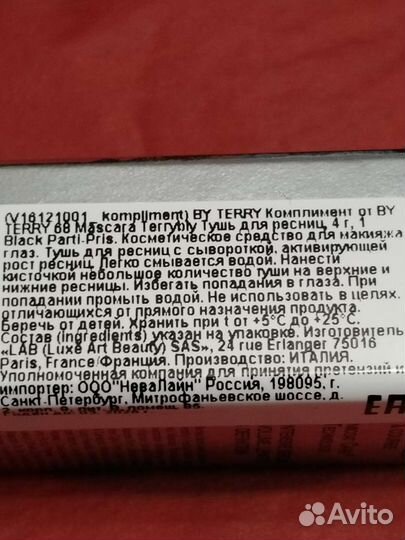 (V16121001_ kompliment) BY TERRY Комплимент от BY
TERRY 68 Mascara Terrybly Тушь для ресниц, 4 г, 1
Black Parti-Pris. Косметическое средство для макияжа
глаз. Тушь для ресниц с сывороткой, активирующей
рост ресниц. Легко смывается водой. Нанести
кисточкой небольшое количество туши на верхние и
нижние ресницы. Избегать попадания в глаза. При
попадании промыть водой. Не использовать в целях,
отличающихся от прямого назначения продукта.
Беречь от детей. Хранить при t от +5°C до +25°C.
Состав (ingredients) указан на упаковке. Изготовитель
«LAB (Luxe Art Beauty) SAS», 24 rue Erlanger 75016
Paris, France/Франция. Производство: ИТАЛИЯ.
Уполномоченная компания для принятия претензий и
импортер: ООО "НеваЛайн" Россия, 198095, г.
Санкт-Петербург, Митрофаньевское шоссе, д.
Avito